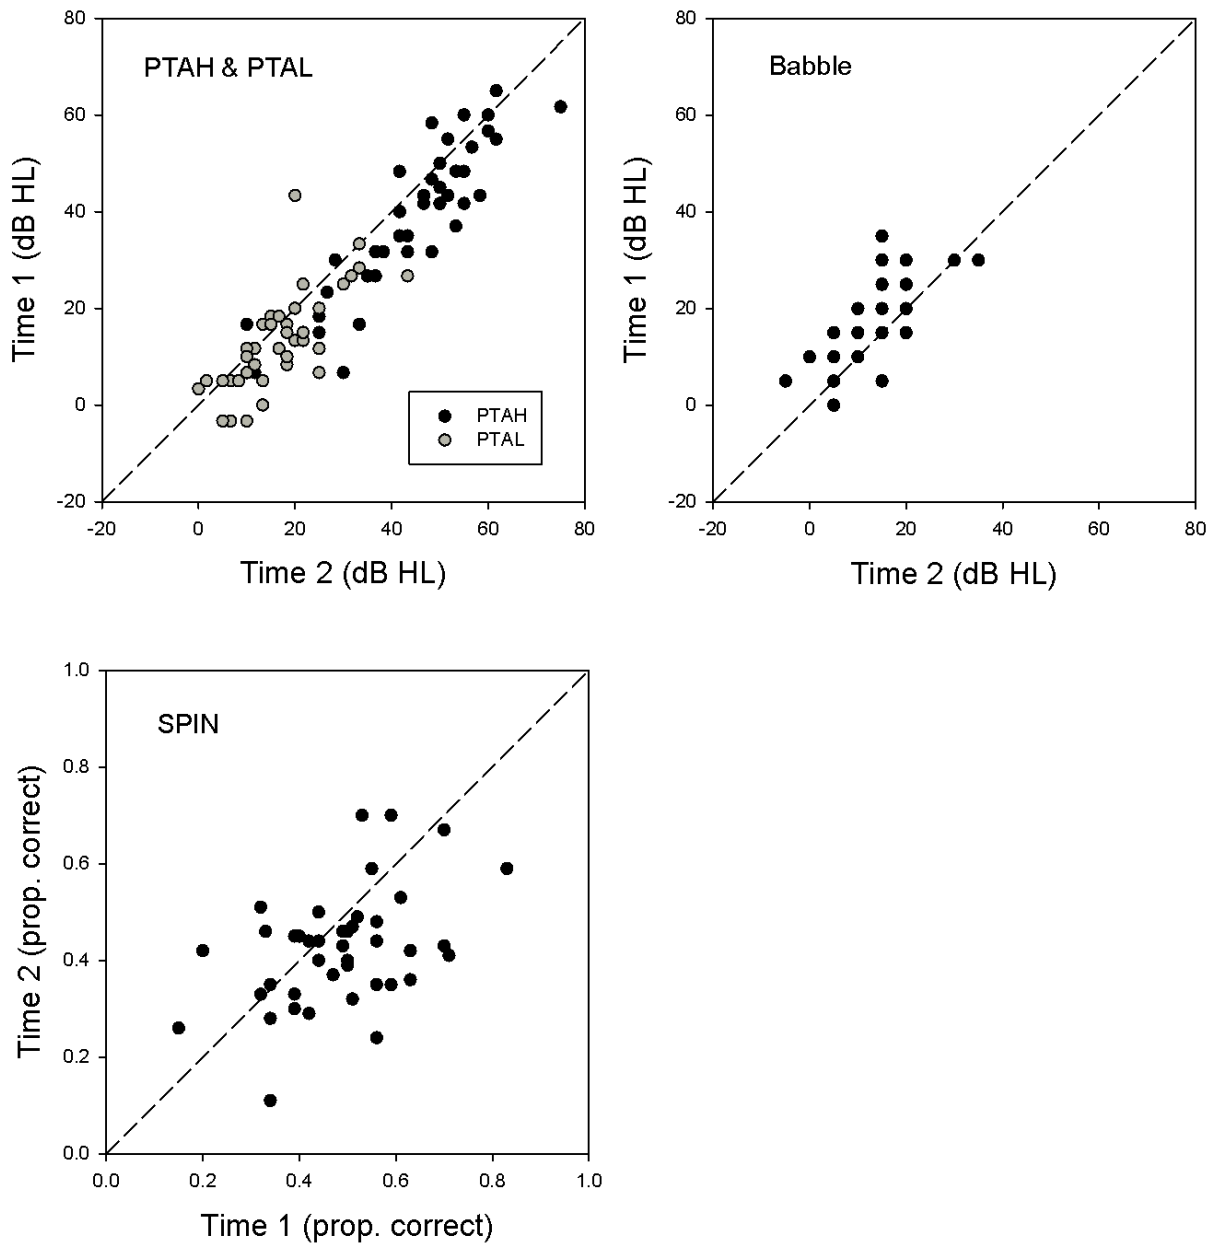 80
60
40
20
0
-20
Time 1 (dB HL)
PTAH & PTAL
PTAH
PTAL
-20 0 20 40 60 80
Time 2 (dB HL)
80
60
40
20
0
-20
Time 1 (dB HL)
Babble
-20 0 20 40 60 80
Time 2 (dB HL)
1.0
0.8
0.6
0.4
0.2
0.0
Time 2 (prop. correct)
SPIN
0.0 0.2 0.4 0.6 0.8 1.0
Time 1 (prop. correct)